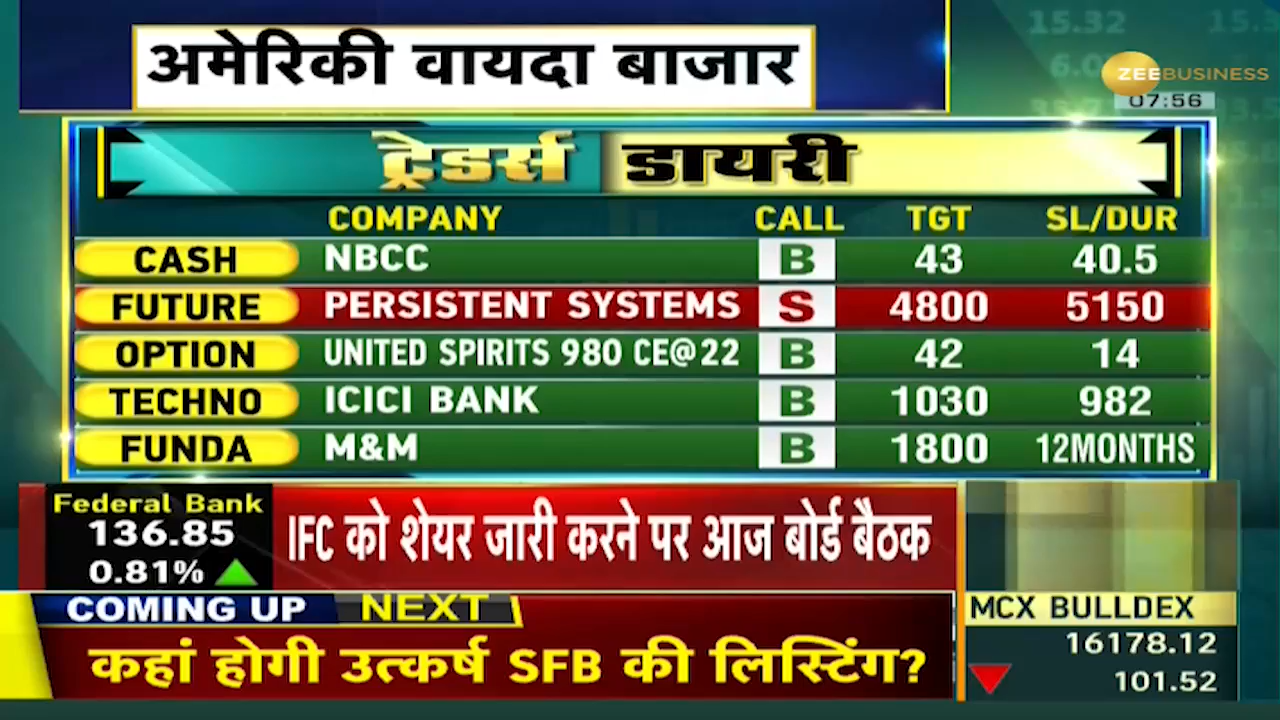 अमेरिकी वायदा बाजार
ZEEBUSINESS
07:56
ट्रेडर्स डायरी
COMPANY CALL TGT SL/DUR
CASH NBCC B 43 40.5
FUTURE PERSISTENT SYSTEMS S 4800 5150
OPTION UNITED SPIRITS 980 CE@22 B 42 14
TECHNO ICICI BANK B 1030 982
FUNDA M&M B 1800 12MONTHS
Federal Bank
136.85
0.81%
IFC को शेयर जारी करने पर आज बोर्ड बैठक
COMING UP NEXT
कहां होगी उत्कर्ष SFB की लिस्टिंग?
MCX BULLDEX
16178.12
101.52